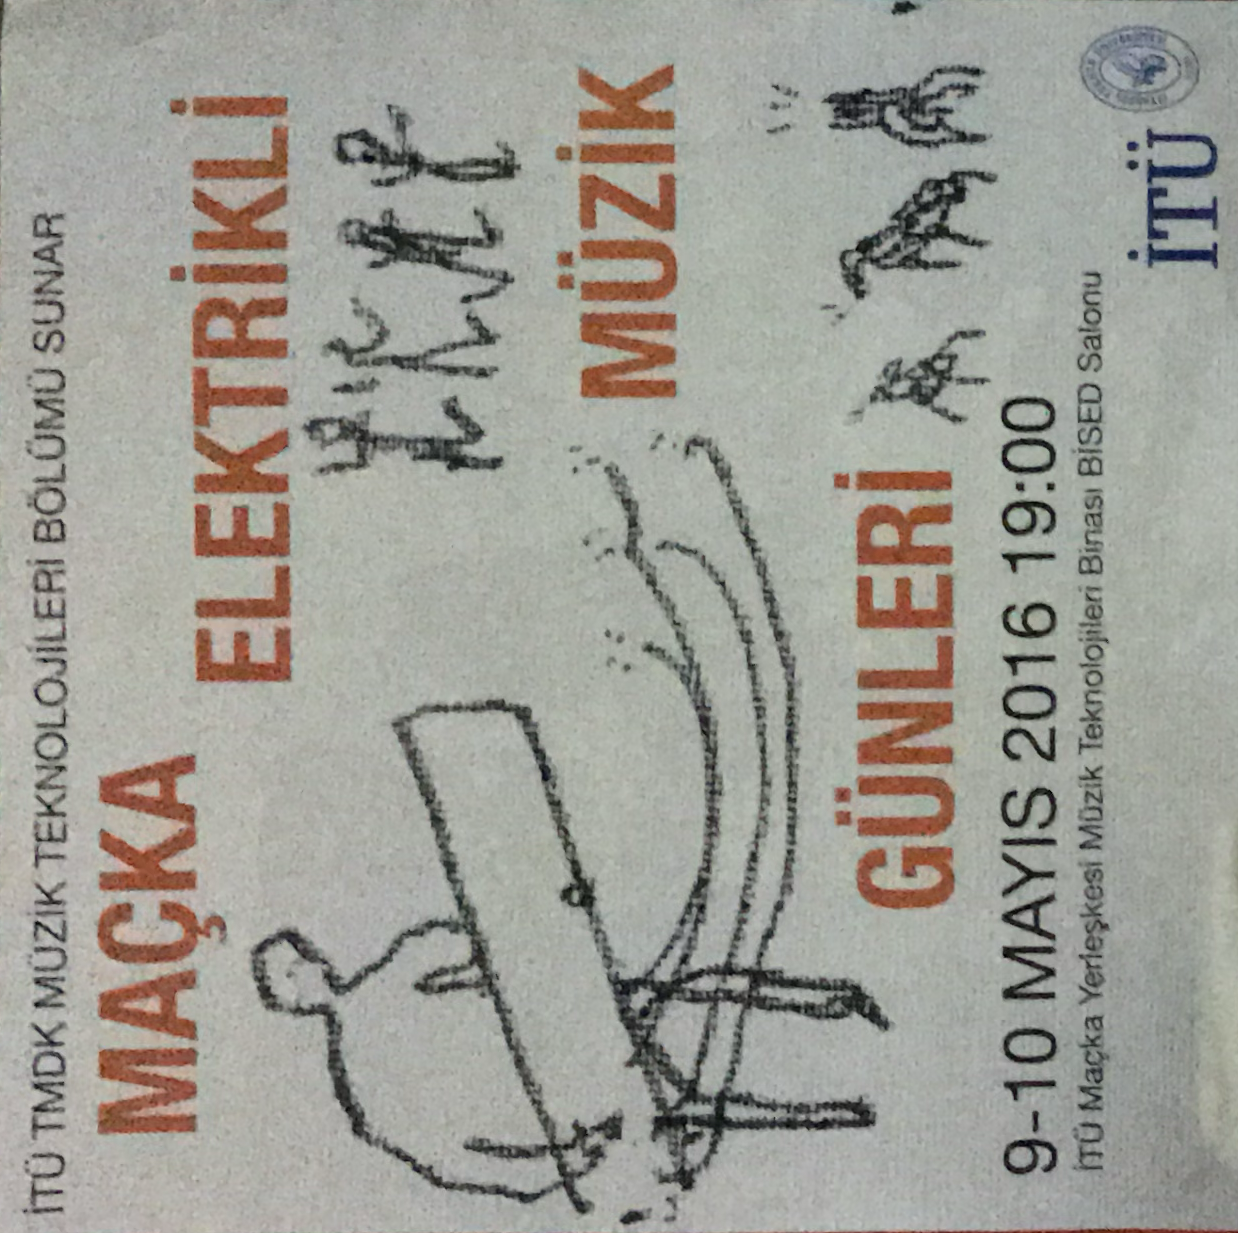 İTÜ TMDK MÜZİK TEKNOLOJİLERİ BÖLÜMÜ SUNAR
MAÇKA
ELEKTRİKLİ
MÜZİK
GÜNLERİ
9-10 MAYIS 2016 19:00
İTÜ Maçka Yerleşkesi Müzik Teknolojileri Binası BİSED Salonu
İTÜ